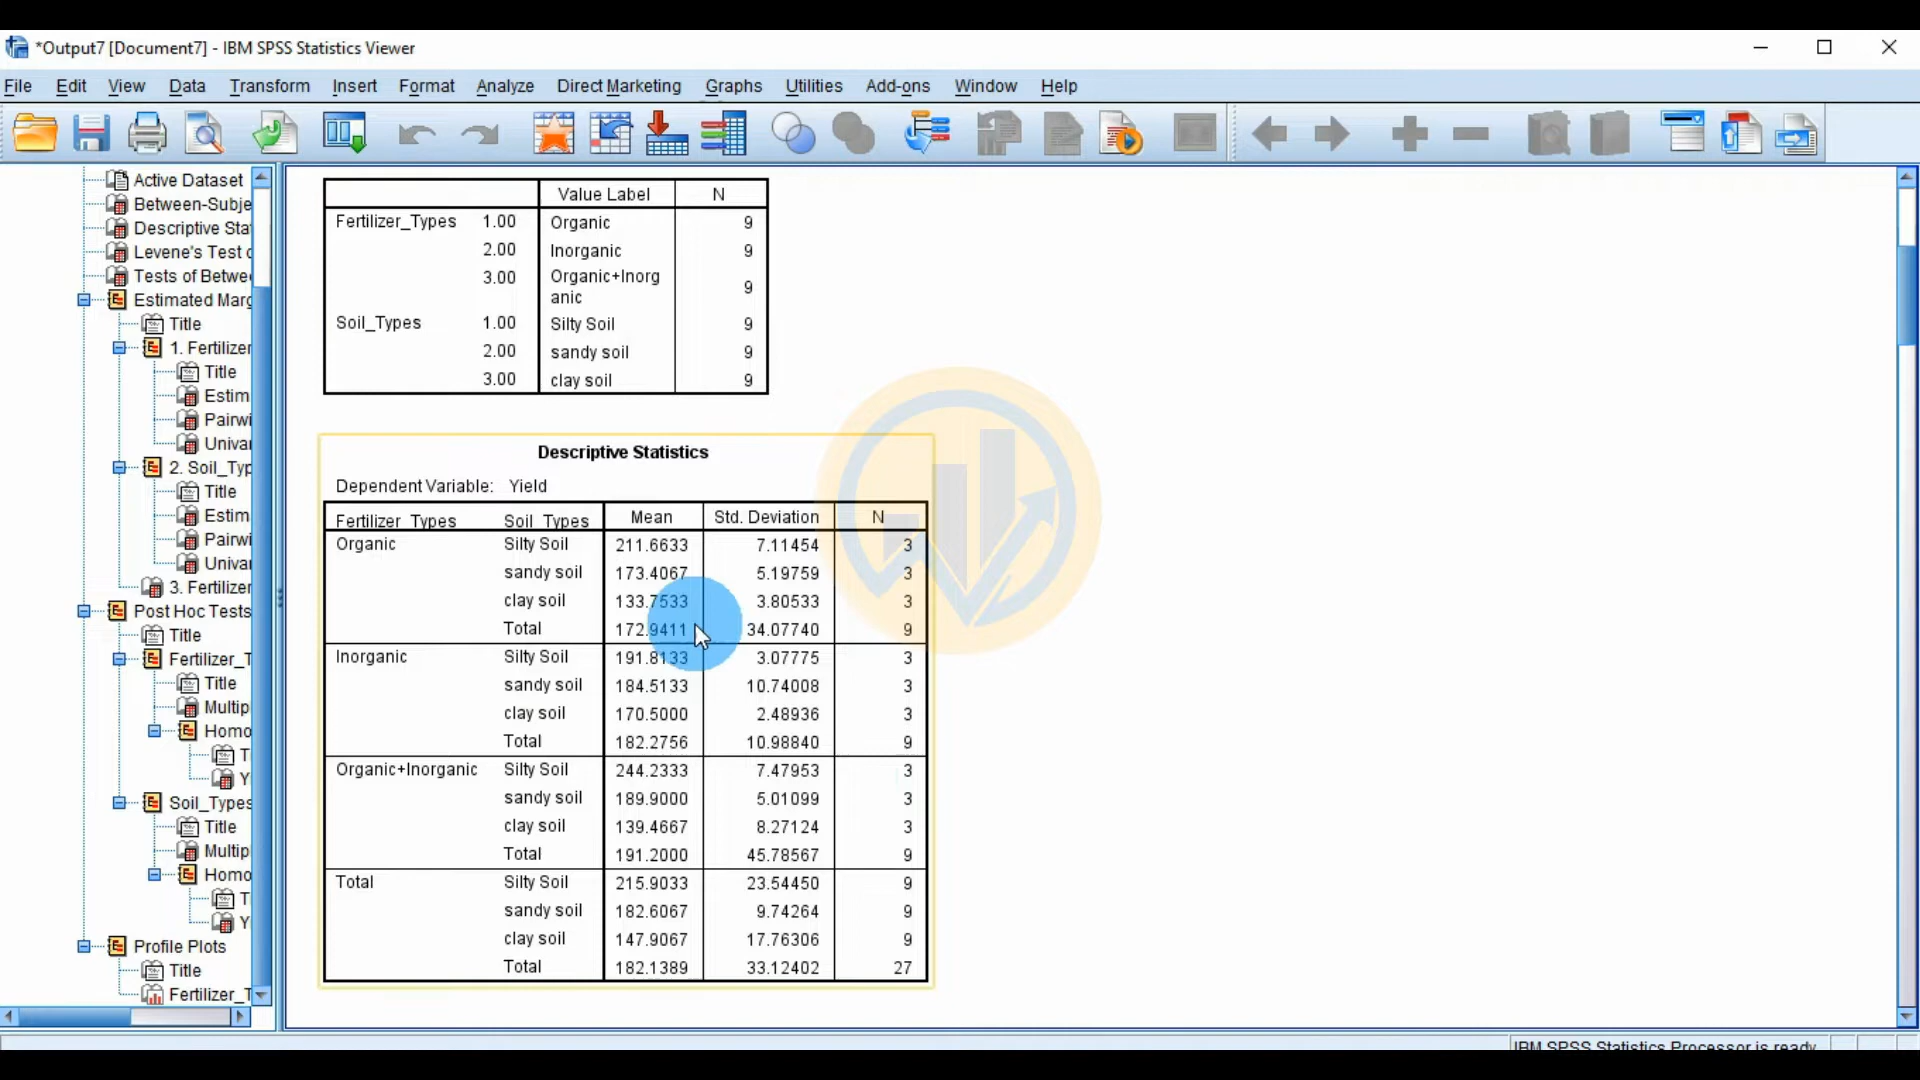 *Output7 [Document7] - IBM SPSS Statistics Viewer
File Edit View Data Transform Insert Format Analyze Direct Marketing Graphs Utilities Add-ons Window Help
Active Dataset
Between-Subje
Descriptive Sta
Levene's Test
Tests of Betwe
Estimated Marg
Title
1. Fertilizer
Title
Estim
Pairwi
Univar
2. Soil_Typ
Title
Estim
Pairwi
Univar
3. Fertilizer
Post Hoc Tests
Title
Fertilizer_T
Title
Multip
Homo
T
Y
Soil_Types
Title
Multip
Homo
T
Y
Profile Plots
Title
Fertilizer_T
Value Label N
Fertilizer_Types 1.00 Organic 9
2.00 Inorganic 9
3.00 Organic+Inorg
anic 9
Soil_Types 1.00 Silty Soil 9
2.00 sandy soil 9
3.00 clay soil 9
Descriptive Statistics
Dependent Variable: Yield
Fertilizer_Types Soil_Types Mean Std. Deviation N
Organic Silty Soil 211.6633 7.11454 3
sandy soil 173.4067 5.19759 3
clay soil 133.7533 3.80533 3
Total 172.9411 34.07740 9
Inorganic Silty Soil 191.8133 3.07775 3
sandy soil 184.5133 10.74008 3
clay soil 170.5000 2.48936 3
Total 182.2756 10.98840 9
Organic+Inorganic Silty Soil 244.2333 7.47953 3
sandy soil 189.9000 5.01099 3
clay soil 139.4667 8.27124 3
Total 191.2000 45.78567 9
Total Silty Soil 215.9033 23.54450 9
sandy soil 182.6067 9.74264 9
clay soil 147.9067 17.76306 9
Total 182.1389 33.12402 27
IBM SPSS Statistics Processor is ready